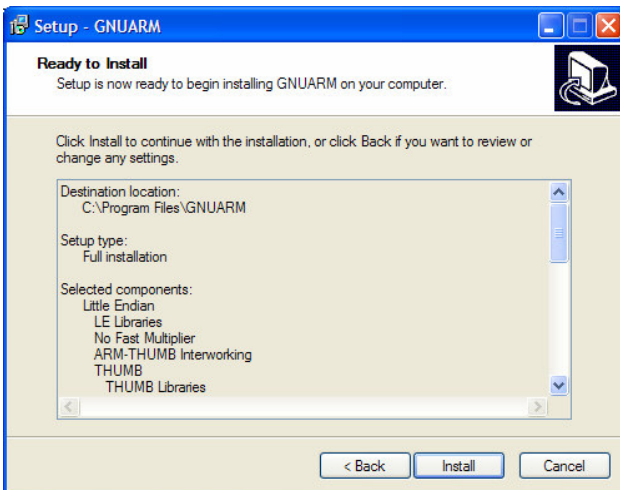 Setup - GNUARM
Ready to Install
Setup is now ready to begin installing GNUARM on your computer.
Click Install to continue with the installation, or click Back if you want to review or
change any settings.
Destination location:
C:\Program Files\GNUARM
Setup type:
Full installation
Selected components:
Little Endian
LE Libraries
No Fast Multiplier
ARM-THUMB Interworking
THUMB
THUMB Libraries
< Back
Install
Cancel